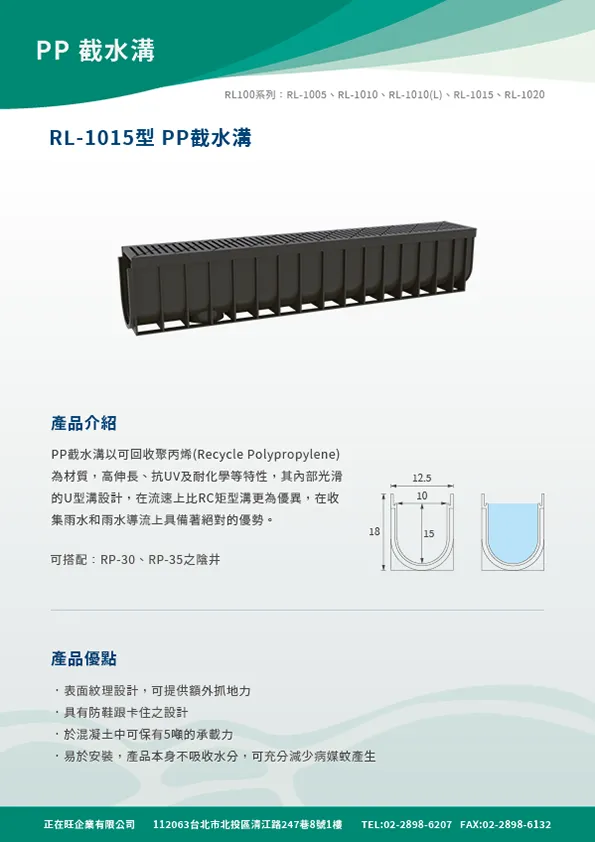 PP 截水溝
RL100系列：RL-1005、RL-1010、RL-1010(L)、RL-1015、RL-1020
RL-1015型 PP截水溝
產品介紹
PP截水溝以可回收聚丙烯(Recycle Polypropylene)
為材質，高伸長、抗UV及耐化學等特性，其內部光滑
的U型溝設計，在流速上比RC矩型溝更為優異，在收
集雨水和雨水導流上具備著絕對的優勢。
可搭配：RP-30、RP-35之陰井
12.5
10
18
15
產品優點
．表面紋理設計，可提供額外抓地力
．具有防鞋跟卡住之設計
．於混凝土中可保有5噸的承載力
．易於安裝，產品本身不吸收水分，可充分減少病媒蚊產生
正在旺企業有限公司 112063台北市北投區清江路247巷8號1樓 TEL:02-2898-6207 FAX:02-2898-6132